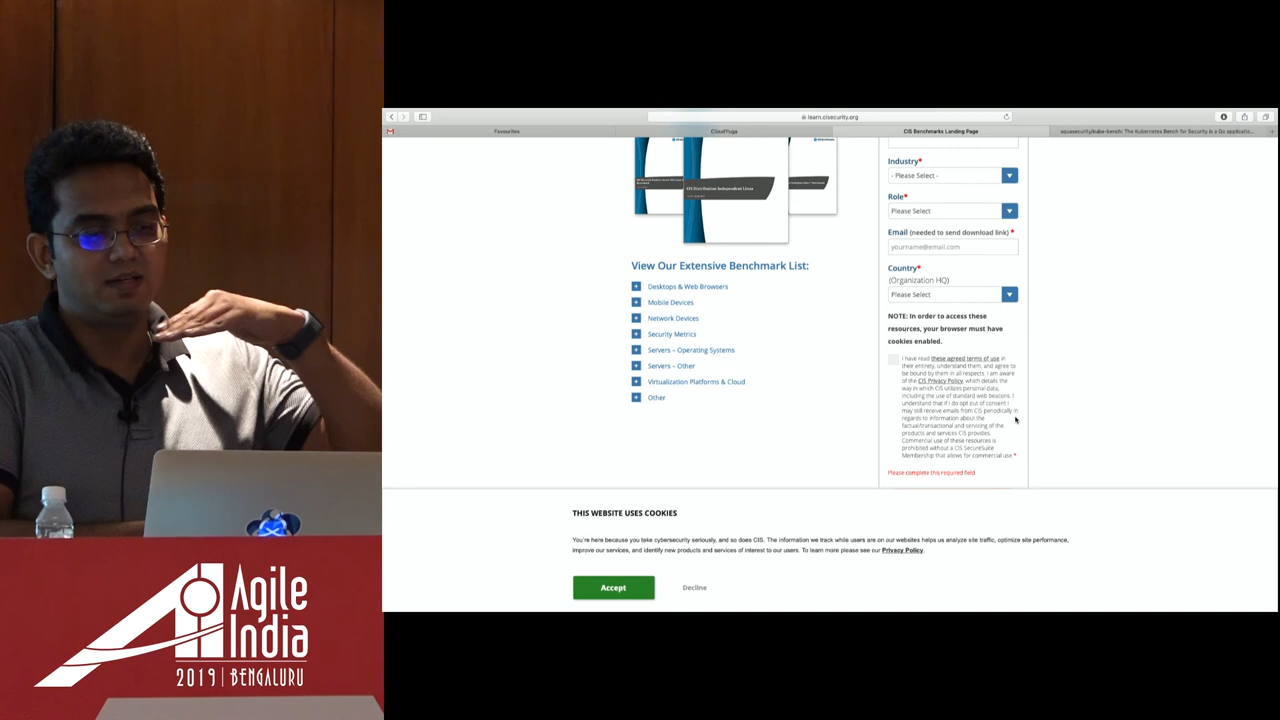 learn.cisecurity.org
Favourites
CloudYuga
CIS Benchmarks Landing Page
aquasecurity/kube-bench: The Kubernetes Bench for Security is a Go applicatio...
CIS Distribution Independent Linux
View Our Extensive Benchmark List:
Desktops & Web Browsers
Mobile Devices
Network Devices
Security Metrics
Servers – Operating Systems
Servers – Other
Virtualization Platforms & Cloud
Other
Industry*
- Please Select -
Role*
Please Select
Email (needed to send download link) *
yourname@email.com
Country*
(Organization HQ)
Please Select
NOTE: In order to access these
resources, your browser must have
cookies enabled.
I have read these agreed terms of use in
their entirety, understand them, and agree to
be bound by them in all respects. I am aware
of the CIS Privacy Policy, which details the
way in which CIS utilizes personal data,
including the use of standard web beacons. I
understand that if I do opt out of consent I
may still receive emails from CIS periodically in
regards to information about the
factual/transactional and servicing of the
products and services CIS provides.
Commercial use of these resources is
prohibited without a CIS SecureSuite
Membership that allows for commercial use *
Please complete this required field.
THIS WEBSITE USES COOKIES
You're here because you take cybersecurity seriously, and so does CIS. The information we track while users are on our websites helps us analyze site traffic, optimize site performance,
improve our services, and identify new products and services of interest to our users. To learn more please see our Privacy Policy.
Accept
Decline
Agile
India
2019 | BENGALURU